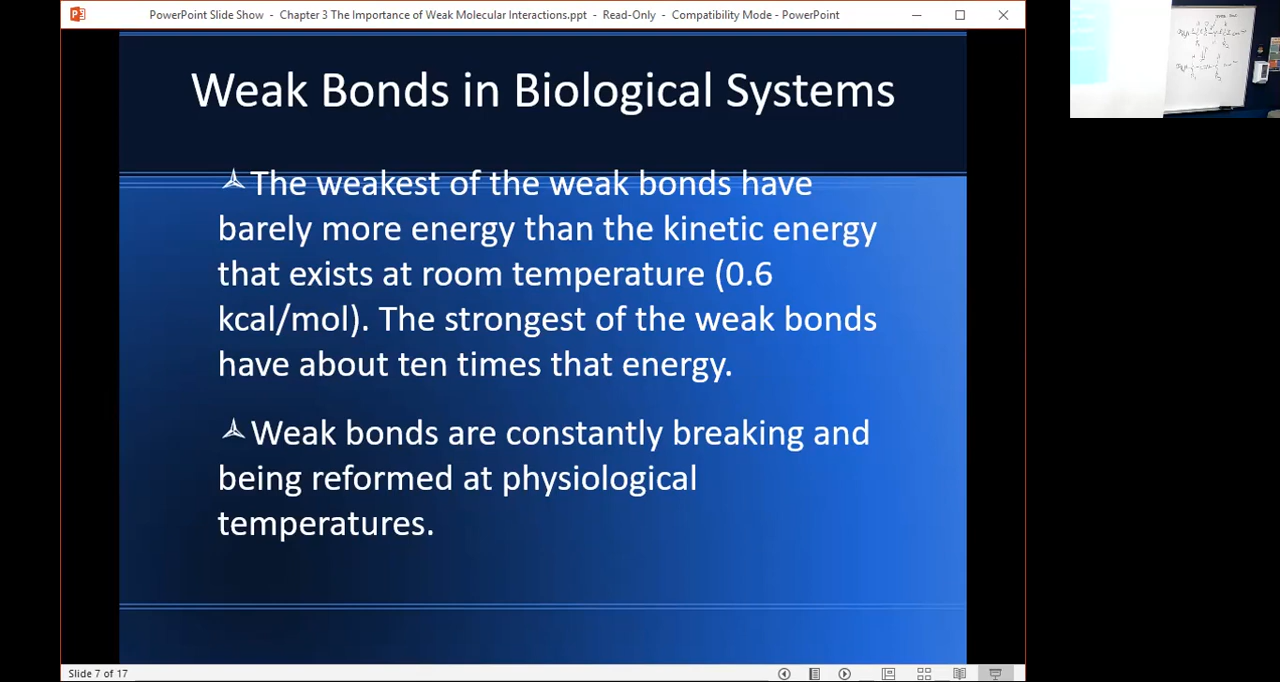 PowerPoint Slide Show - Chapter 3 The Importance of Weak Molecular Interactions.ppt - Read-Only - Compatibility Mode - PowerPoint
Weak Bonds in Biological Systems
The weakest of the weak bonds have
barely more energy than the kinetic energy
that exists at room temperature (0.6
kcal/mol). The strongest of the weak bonds
have about ten times that energy.
Weak bonds are constantly breaking and
being reformed at physiological
temperatures.
Slide 7 of 17